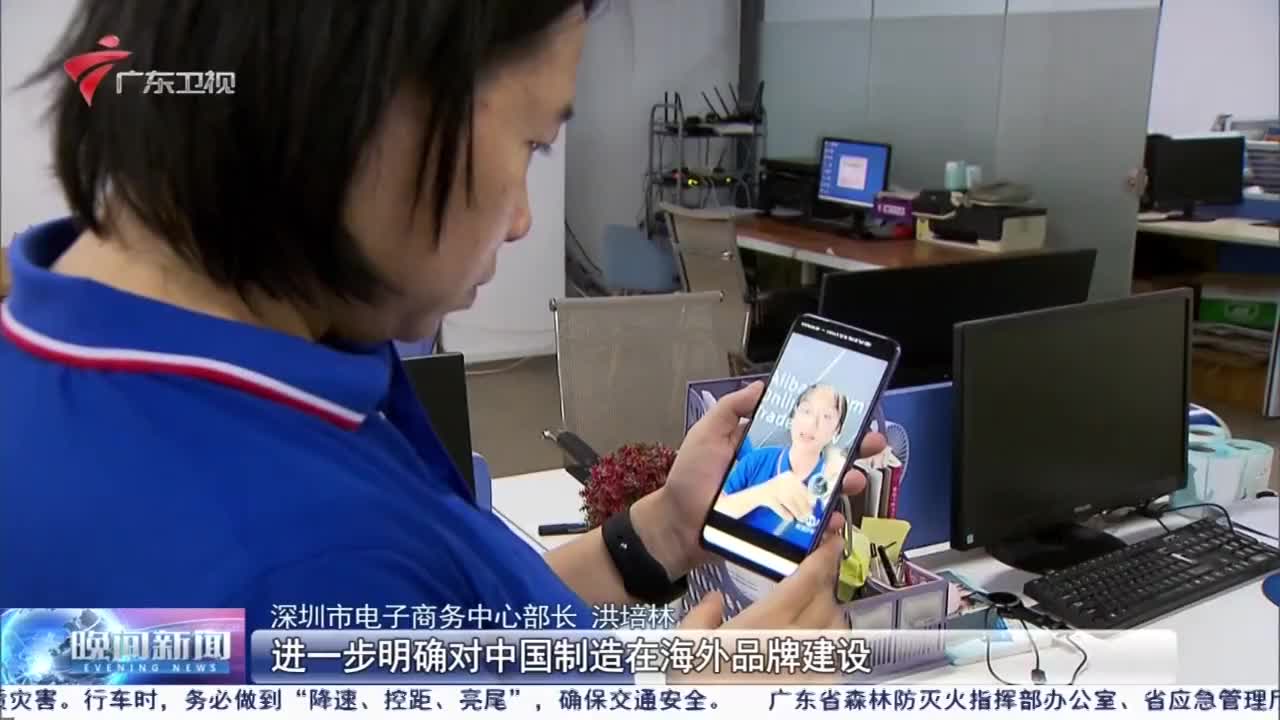 广东卫视
深圳市电子商务中心部长 洪培林
晚间新闻
EVENING NEWS
进一步明确对中国制造在海外品牌建设
灾害。行车时，务必做到“降速、控距、亮尾”，确保交通安全。 广东省森林防灭火指挥部办公室、省应急管理